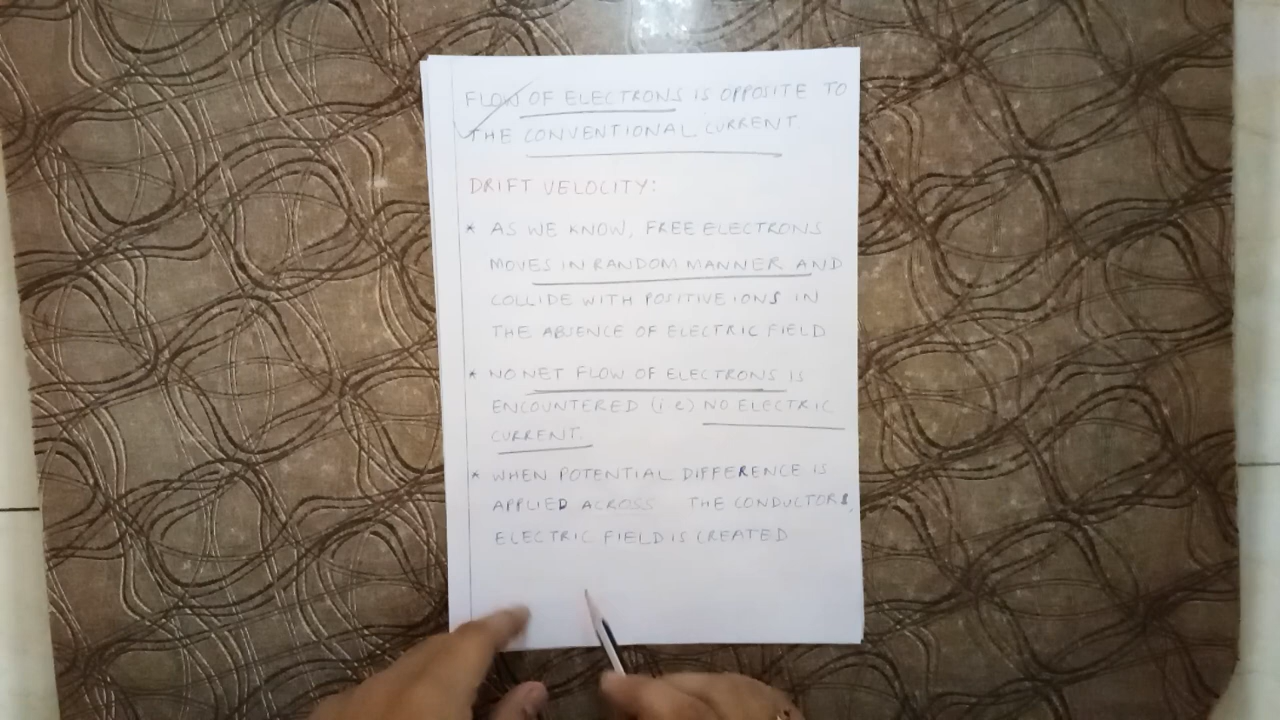 FLOW OF ELECTRONS IS OPPOSITE TO
THE CONVENTIONAL CURRENT
DRIFT VELOCITY:
* AS WE KNOW, FREE ELECTRONS
MOVES IN RANDOM MANNER AND
COLLIDE WITH POSITIVE IONS IN
THE ABSENCE OF ELECTRIC FIELD
* NO NET FLOW OF ELECTRONS IS
ENCOUNTERED (i e) NO ELECTRIC
CURRENT.
* WHEN POTENTIAL DIFFERENCE IS
APPLIED ACROSS THE CONDUCTORS,
ELECTRIC FIELD IS CREATED